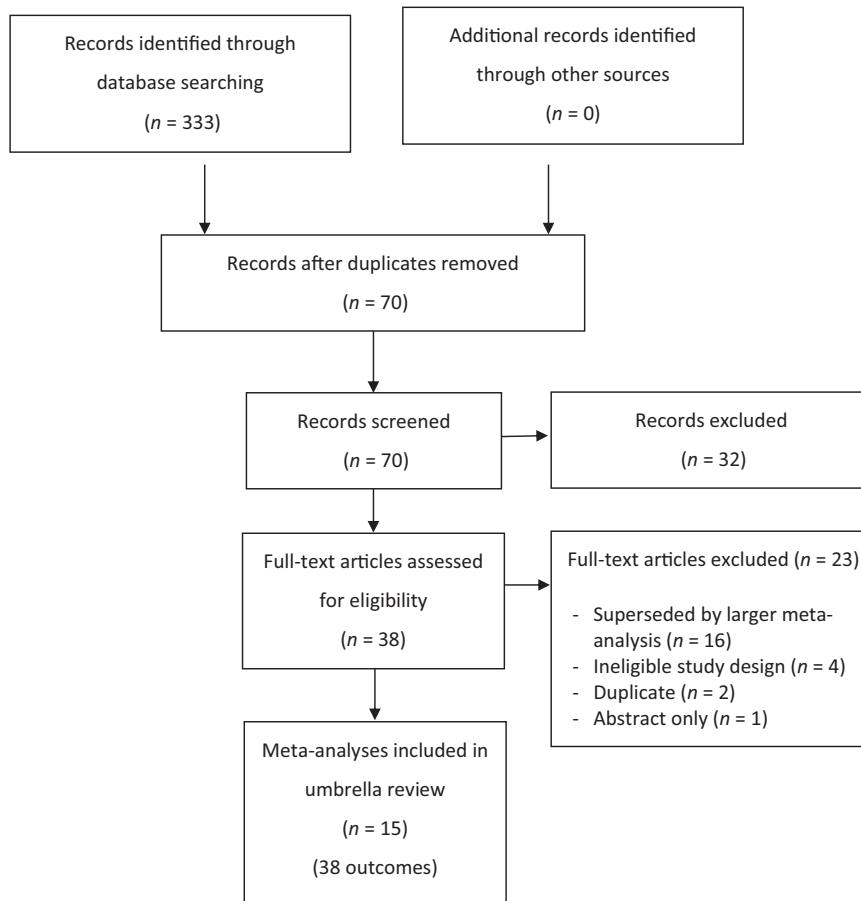 Records identified through
database searching
(n = 333)
Additional records identified
through other sources
(n = 0)
Records after duplicates removed
(n = 70)
Records screened
(n = 70)
Records excluded
(n = 32)
Full-text articles assessed
for eligibility
(n = 38)
Full-text articles excluded (n = 23)
- Superseded by larger meta-
analysis (n = 16)
- Ineligible study design (n = 4)
- Duplicate (n = 2)
- Abstract only (n = 1)
Meta-analyses included in
umbrella review
(n = 15)
(38 outcomes)